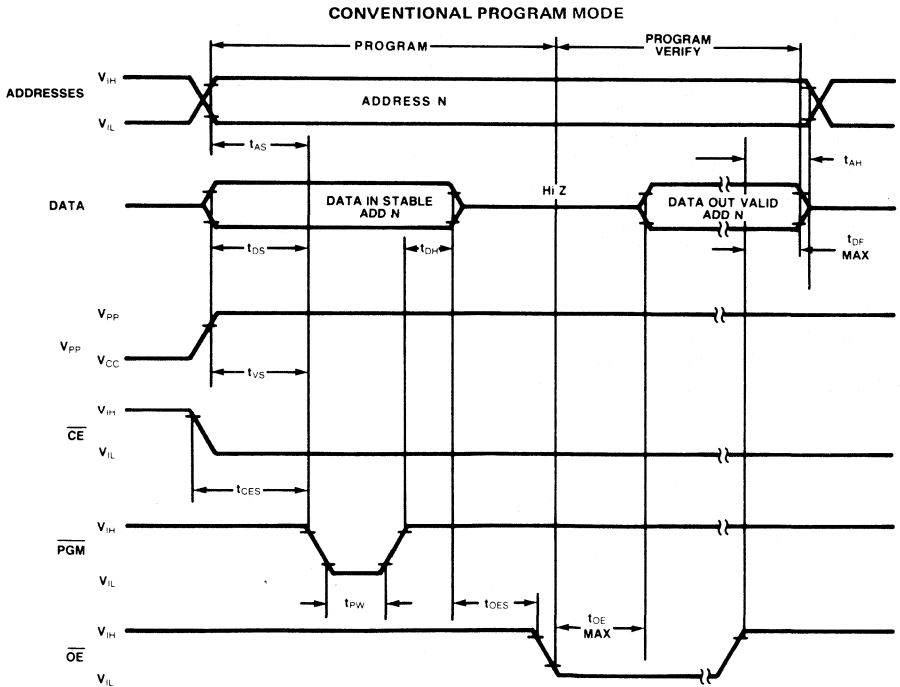 CONVENTIONAL PROGRAM MODE
PROGRAM
PROGRAM
VERIFY
ADDRESSES
VIH
VIL
ADDRESS N
tAS
tAH
DATA
DATA IN STABLE
ADD N
Hi Z
DATA OUT VALID
ADD N
tDS
tDH
tDF
MAX
VPP
VPP
VCC
tVS
CE
VIH
VIL
tCES
PGM
VIH
VIL
tPW
tOES
tOE
MAX
OE
VIH
VIL